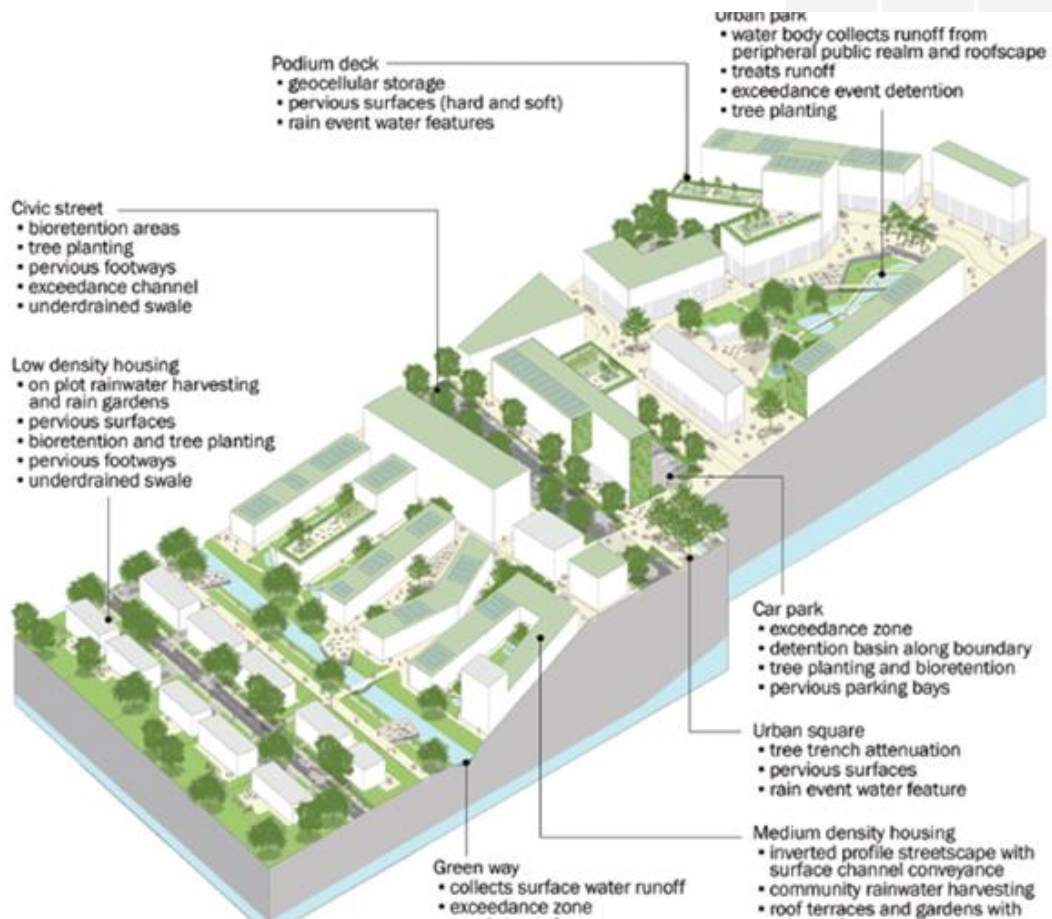 Urban park
• water body collects runoff from
peripheral public realm and roofscape
• treats runoff
• exceedance event detention
• tree planting
Podium deck
• geocellular storage
• pervious surfaces (hard and soft)
• rain event water features
Civic street
• bioretention areas
• tree planting
• pervious footways
• exceedance channel
• underdrained swale
Low density housing
• on plot rainwater harvesting
and rain gardens
• pervious surfaces
• bioretention and tree planting
• pervious footways
• underdrained swale
Car park
• exceedance zone
• detention basin along boundary
• tree planting and bioretention
• pervious parking bays
Urban square
• tree trench attenuation
• pervious surfaces
• rain event water feature
Medium density housing
• inverted profile streetscape with
surface channel conveyance
• community rainwater harvesting
• roof terraces and gardens with
Green way
• collects surface water runoff
• exceedance zone